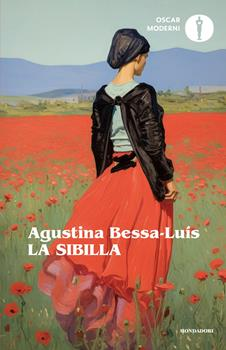 OSCAR
MODERNI
Agustina Bessa-Luís
LA SIBILLA
MONDADORI